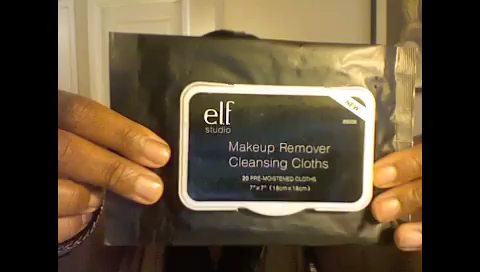 NEW
elf
studio
Makeup Remover
Cleansing Cloths
20 PRE-MOISTENED CLOTHS
7" x 7" (18cm x 18cm)